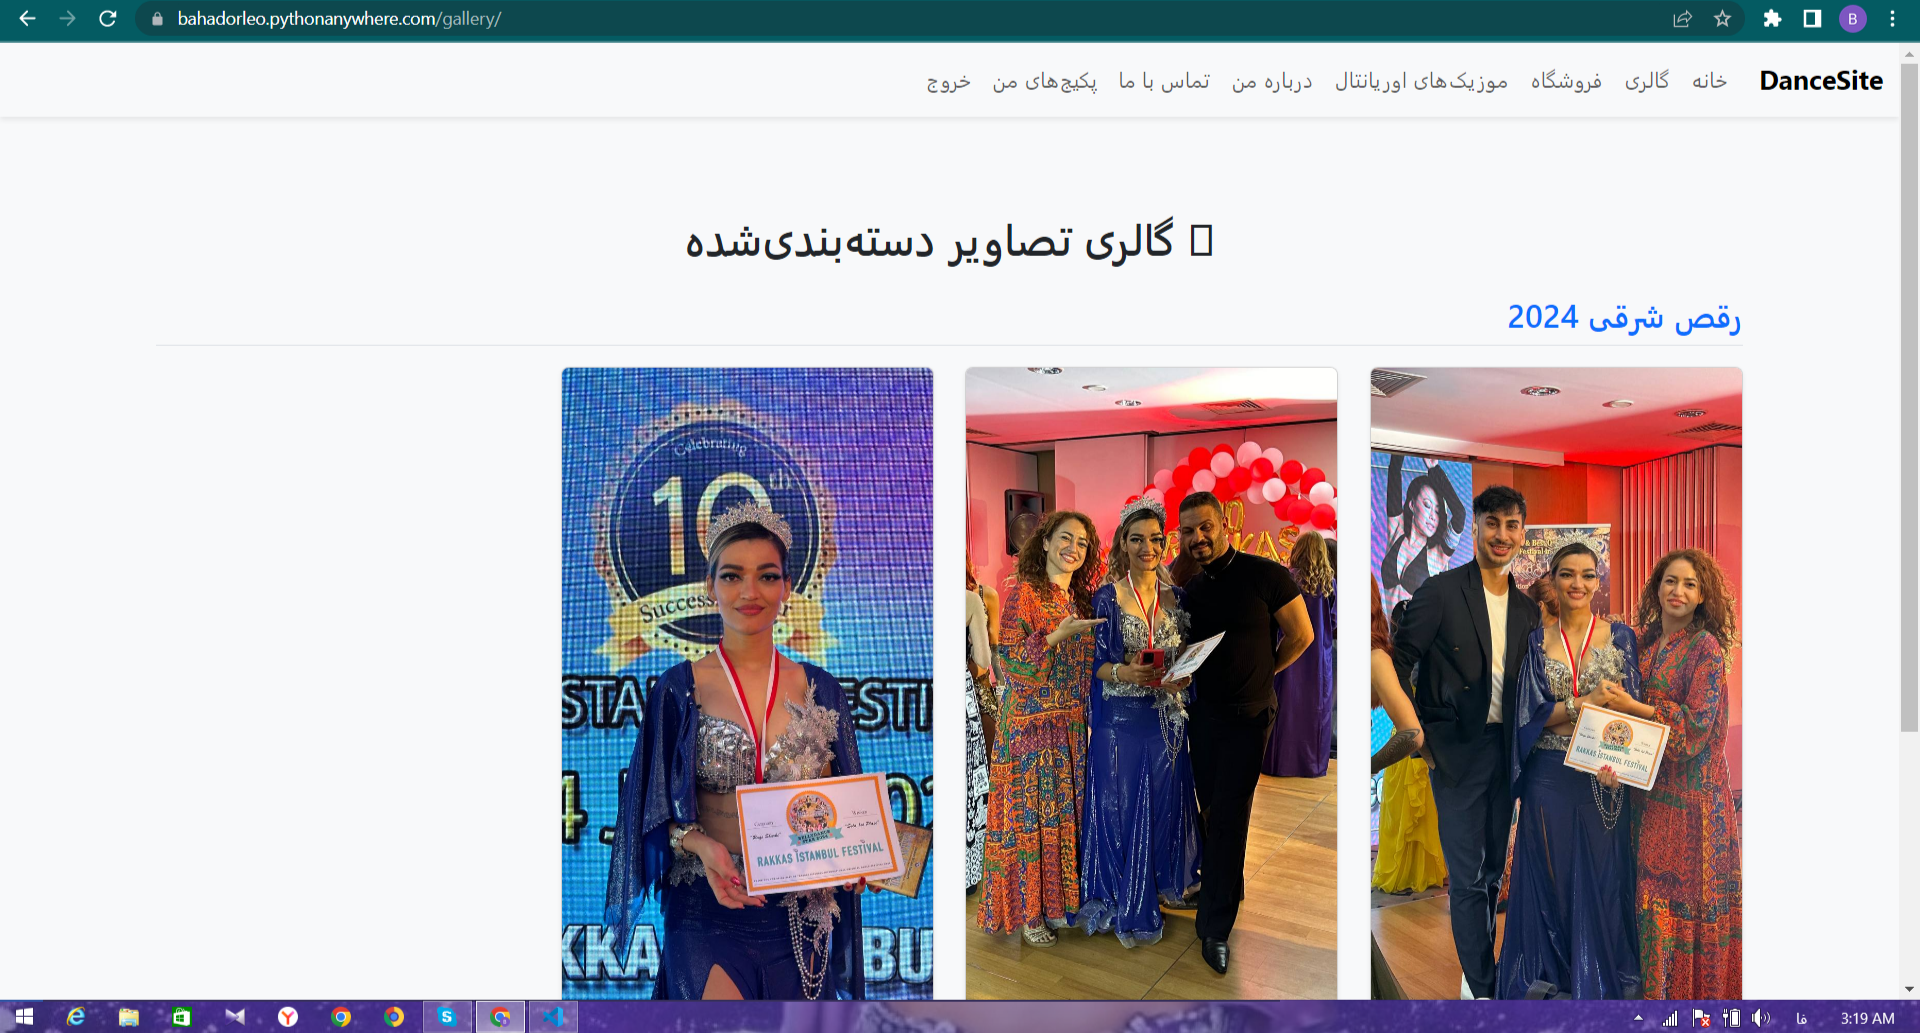 bahadorleo.pythonanywhere.com/gallery/
B
DanceSite خانه گالری فروشگاه موزیک‌های اوریانتال درباره من تماس با ما پکیج‌های من خروج
گالری تصاویر دسته‌بندی‌شده
رقص شرقی 2024
Celebrating
10th
Success
RAKKAS ISTANBUL FESTIVAL
RAKKAS ISTANBUL FESTIVAL
فا
3:19 AM